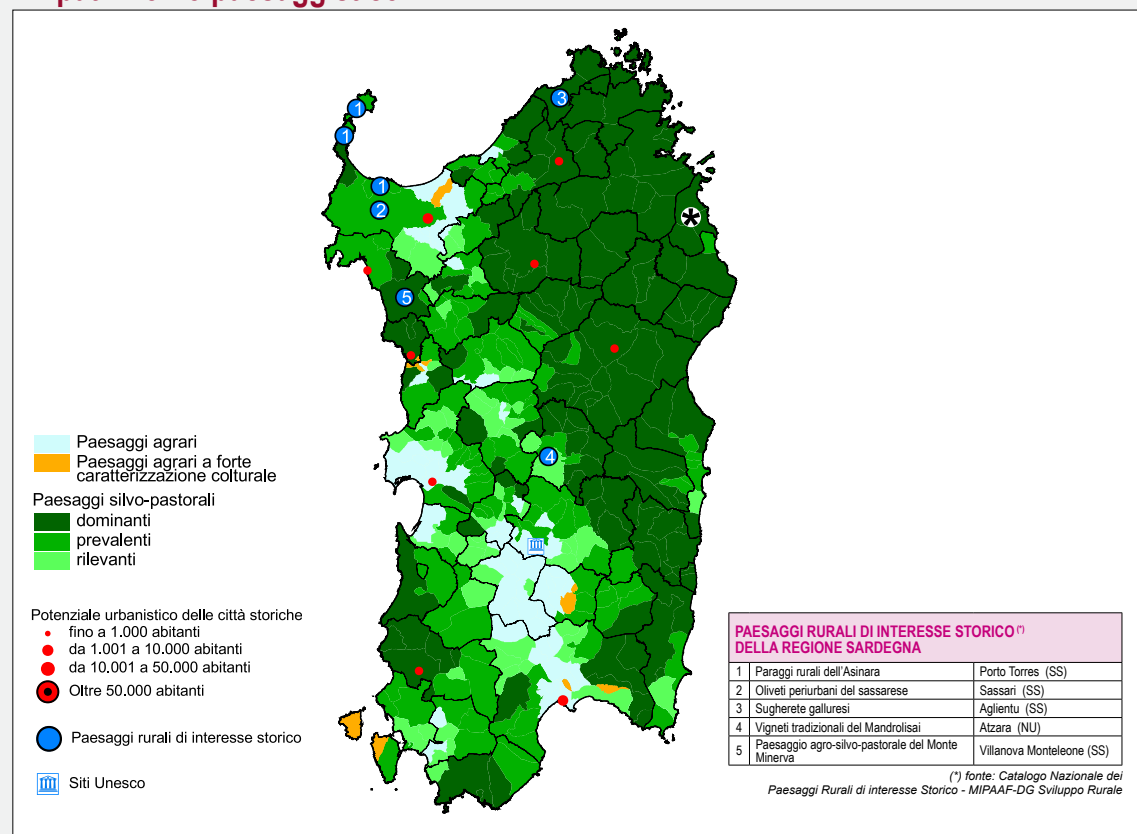 3
1
1
1
2
5
4
Paesaggi agrari
Paesaggi agrari a forte
caratterizzazione colturale
Paesaggi silvo-pastorali
dominanti
prevalenti
rilevanti
Potenziale urbanistico delle città storiche
fino a 1.000 abitanti
da 1.001 a 10.000 abitanti
da 10.001 a 50.000 abitanti
Oltre 50.000 abitanti
Paesaggi rurali di interesse storico
Siti Unesco
PAESAGGI RURALI DI INTERESSE STORICO (*)
DELLA REGIONE SARDEGNA
1 Paraggi rurali dell'Asinara Porto Torres (SS)
2 Oliveti periurbani del sassarese Sassari (SS)
3 Sugherete galluresi Aglientu (SS)
4 Vigneti tradizionali del Mandrolisai Atzara (NU)
5 Paesaggio agro-silvo-pastorale del Monte
Minerva Villanova Monteleone (SS)
(*) fonte: Catalogo Nazionale dei
Paesaggi Rurali di interesse Storico - MIPAAF-DG Sviluppo Rurale